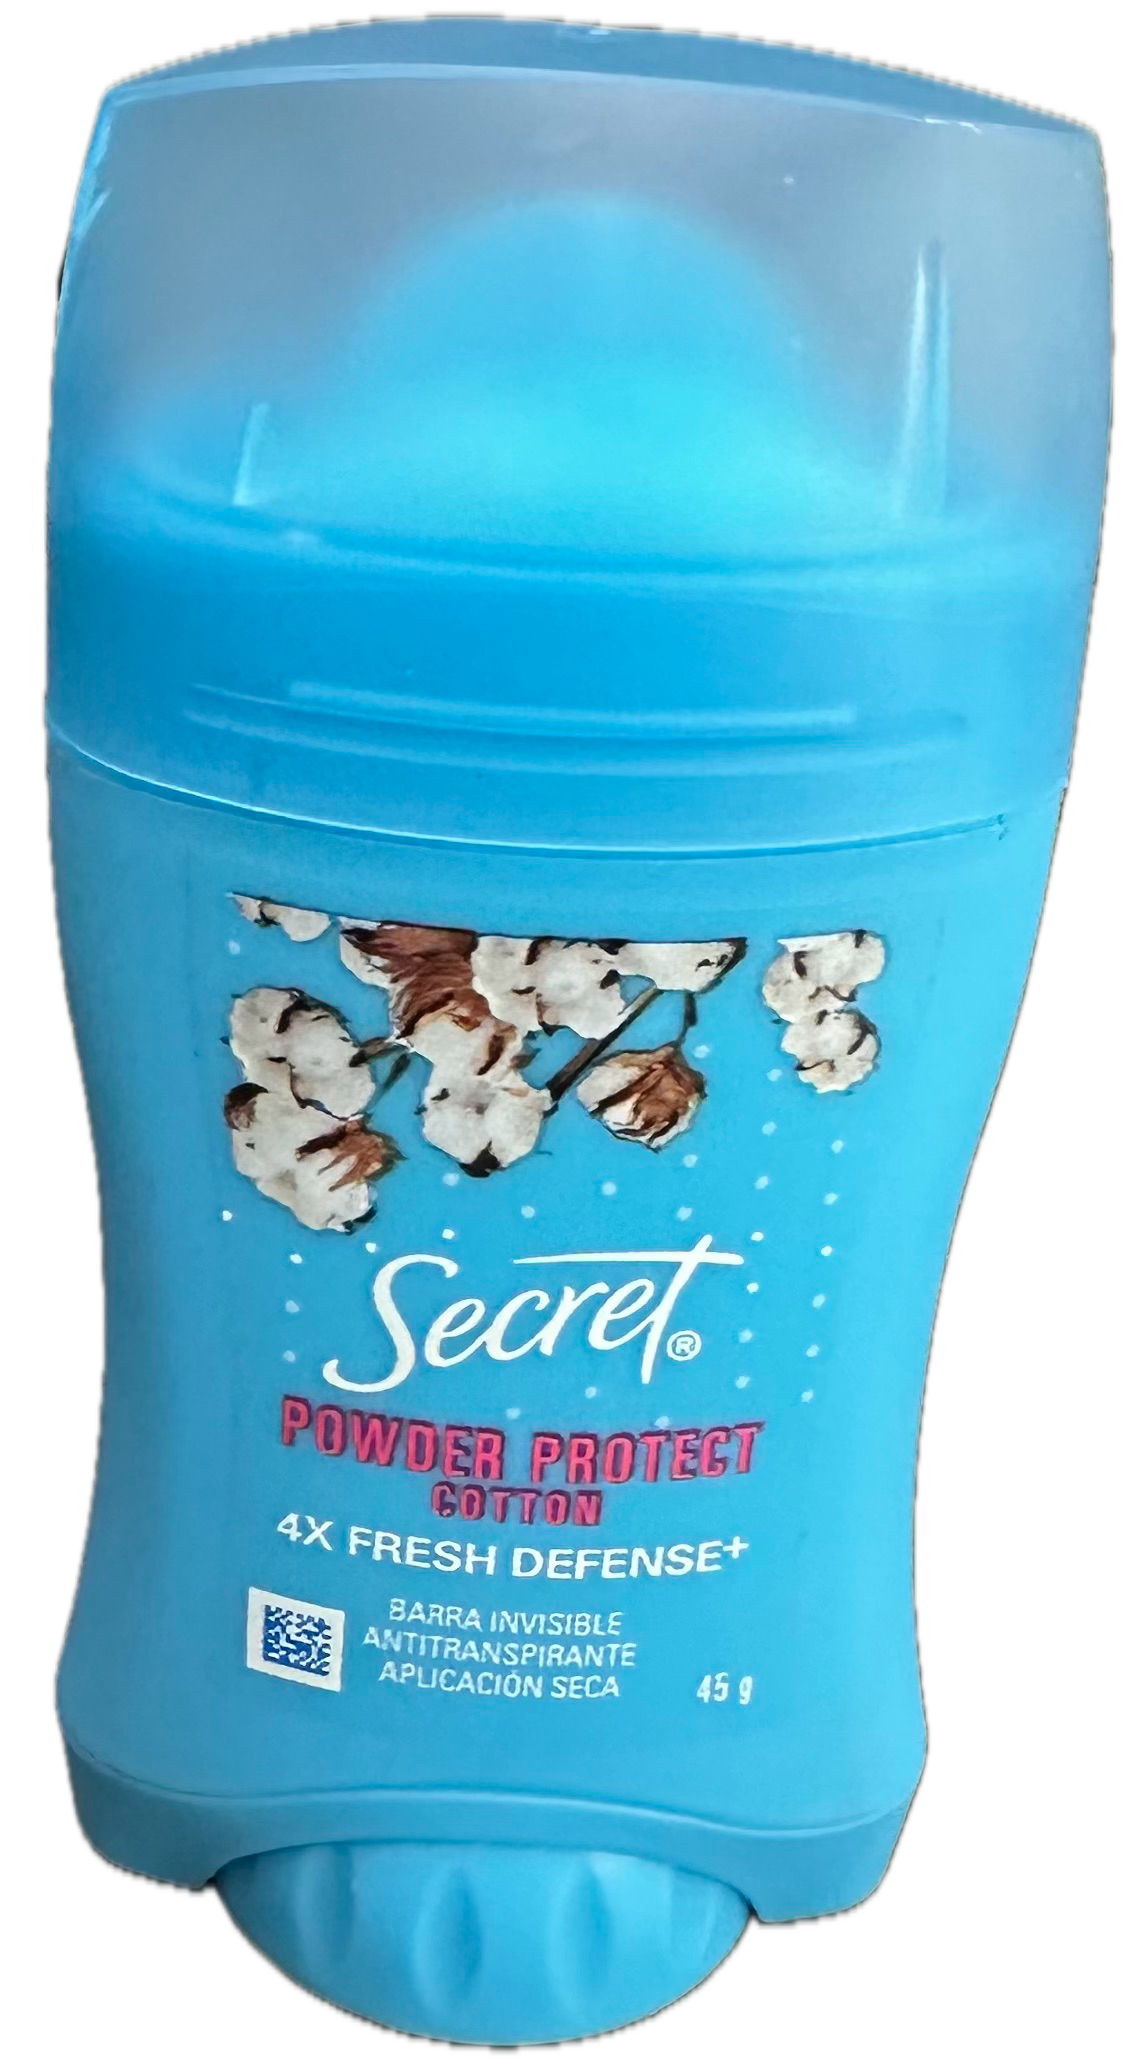 Secret®
POWDER PROTECT
COTTON
4X FRESH DEFENSE+
BARRA INVISIBLE
ANTITRANSPIRANTE
APLICACIÓN SECA
45 g